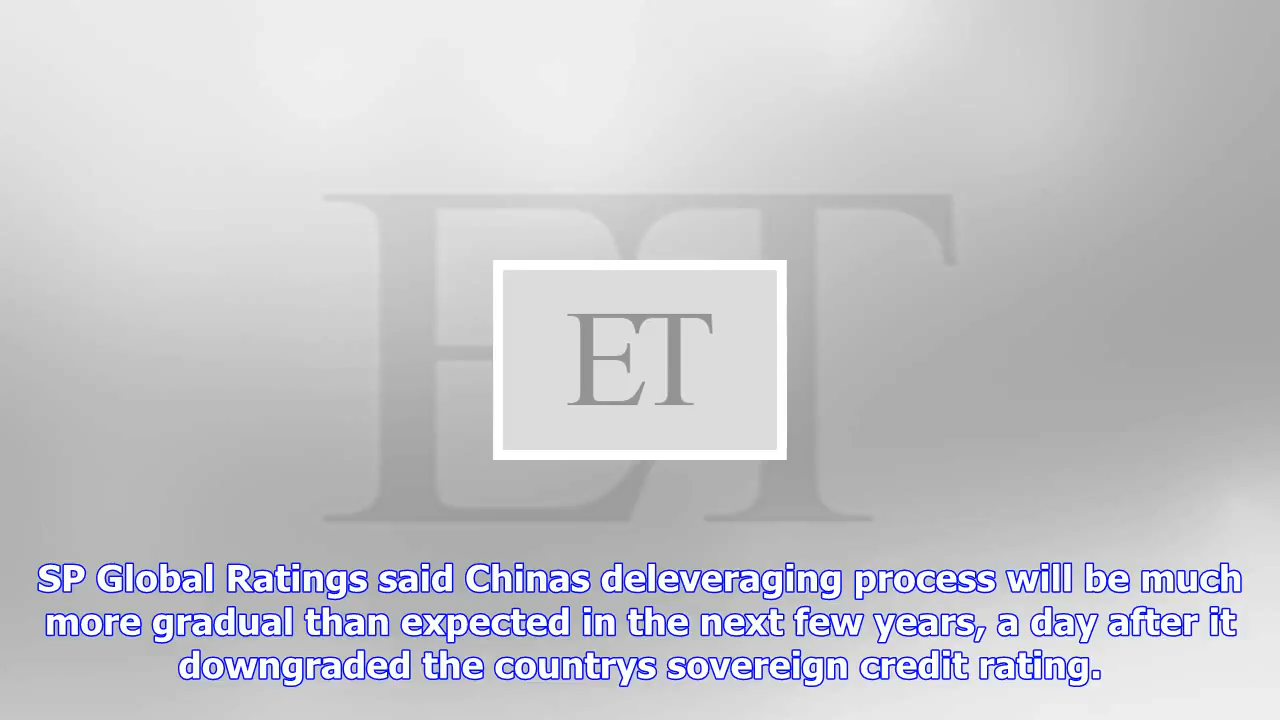 ET
ET
SP Global Ratings said Chinas deleveraging process will be much
more gradual than expected in the next few years, a day after it
downgraded the countrys sovereign credit rating.